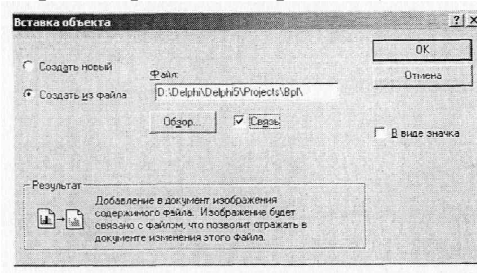 Вставка объекта
Создать новый
Создать из файла
Файл:
D:\Delphi\Delphi5\Projects\Bpl\
Обзор...
Связь
OK
Отмена
В виде значка
Результат
Добавление в документ изображения
содержимого файла. Изображение будет
связано с файлом, что позволит отражать в
документе изменения этого файла.